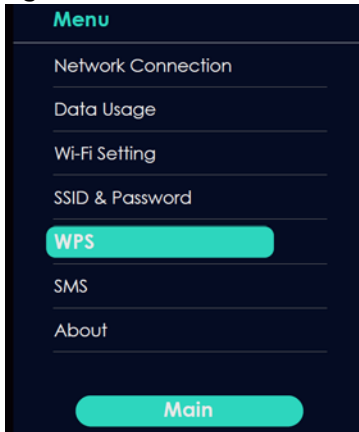 Menu
Network Connection
Data Usage
Wi-Fi Setting
SSID & Password
WPS
SMS
About
Main